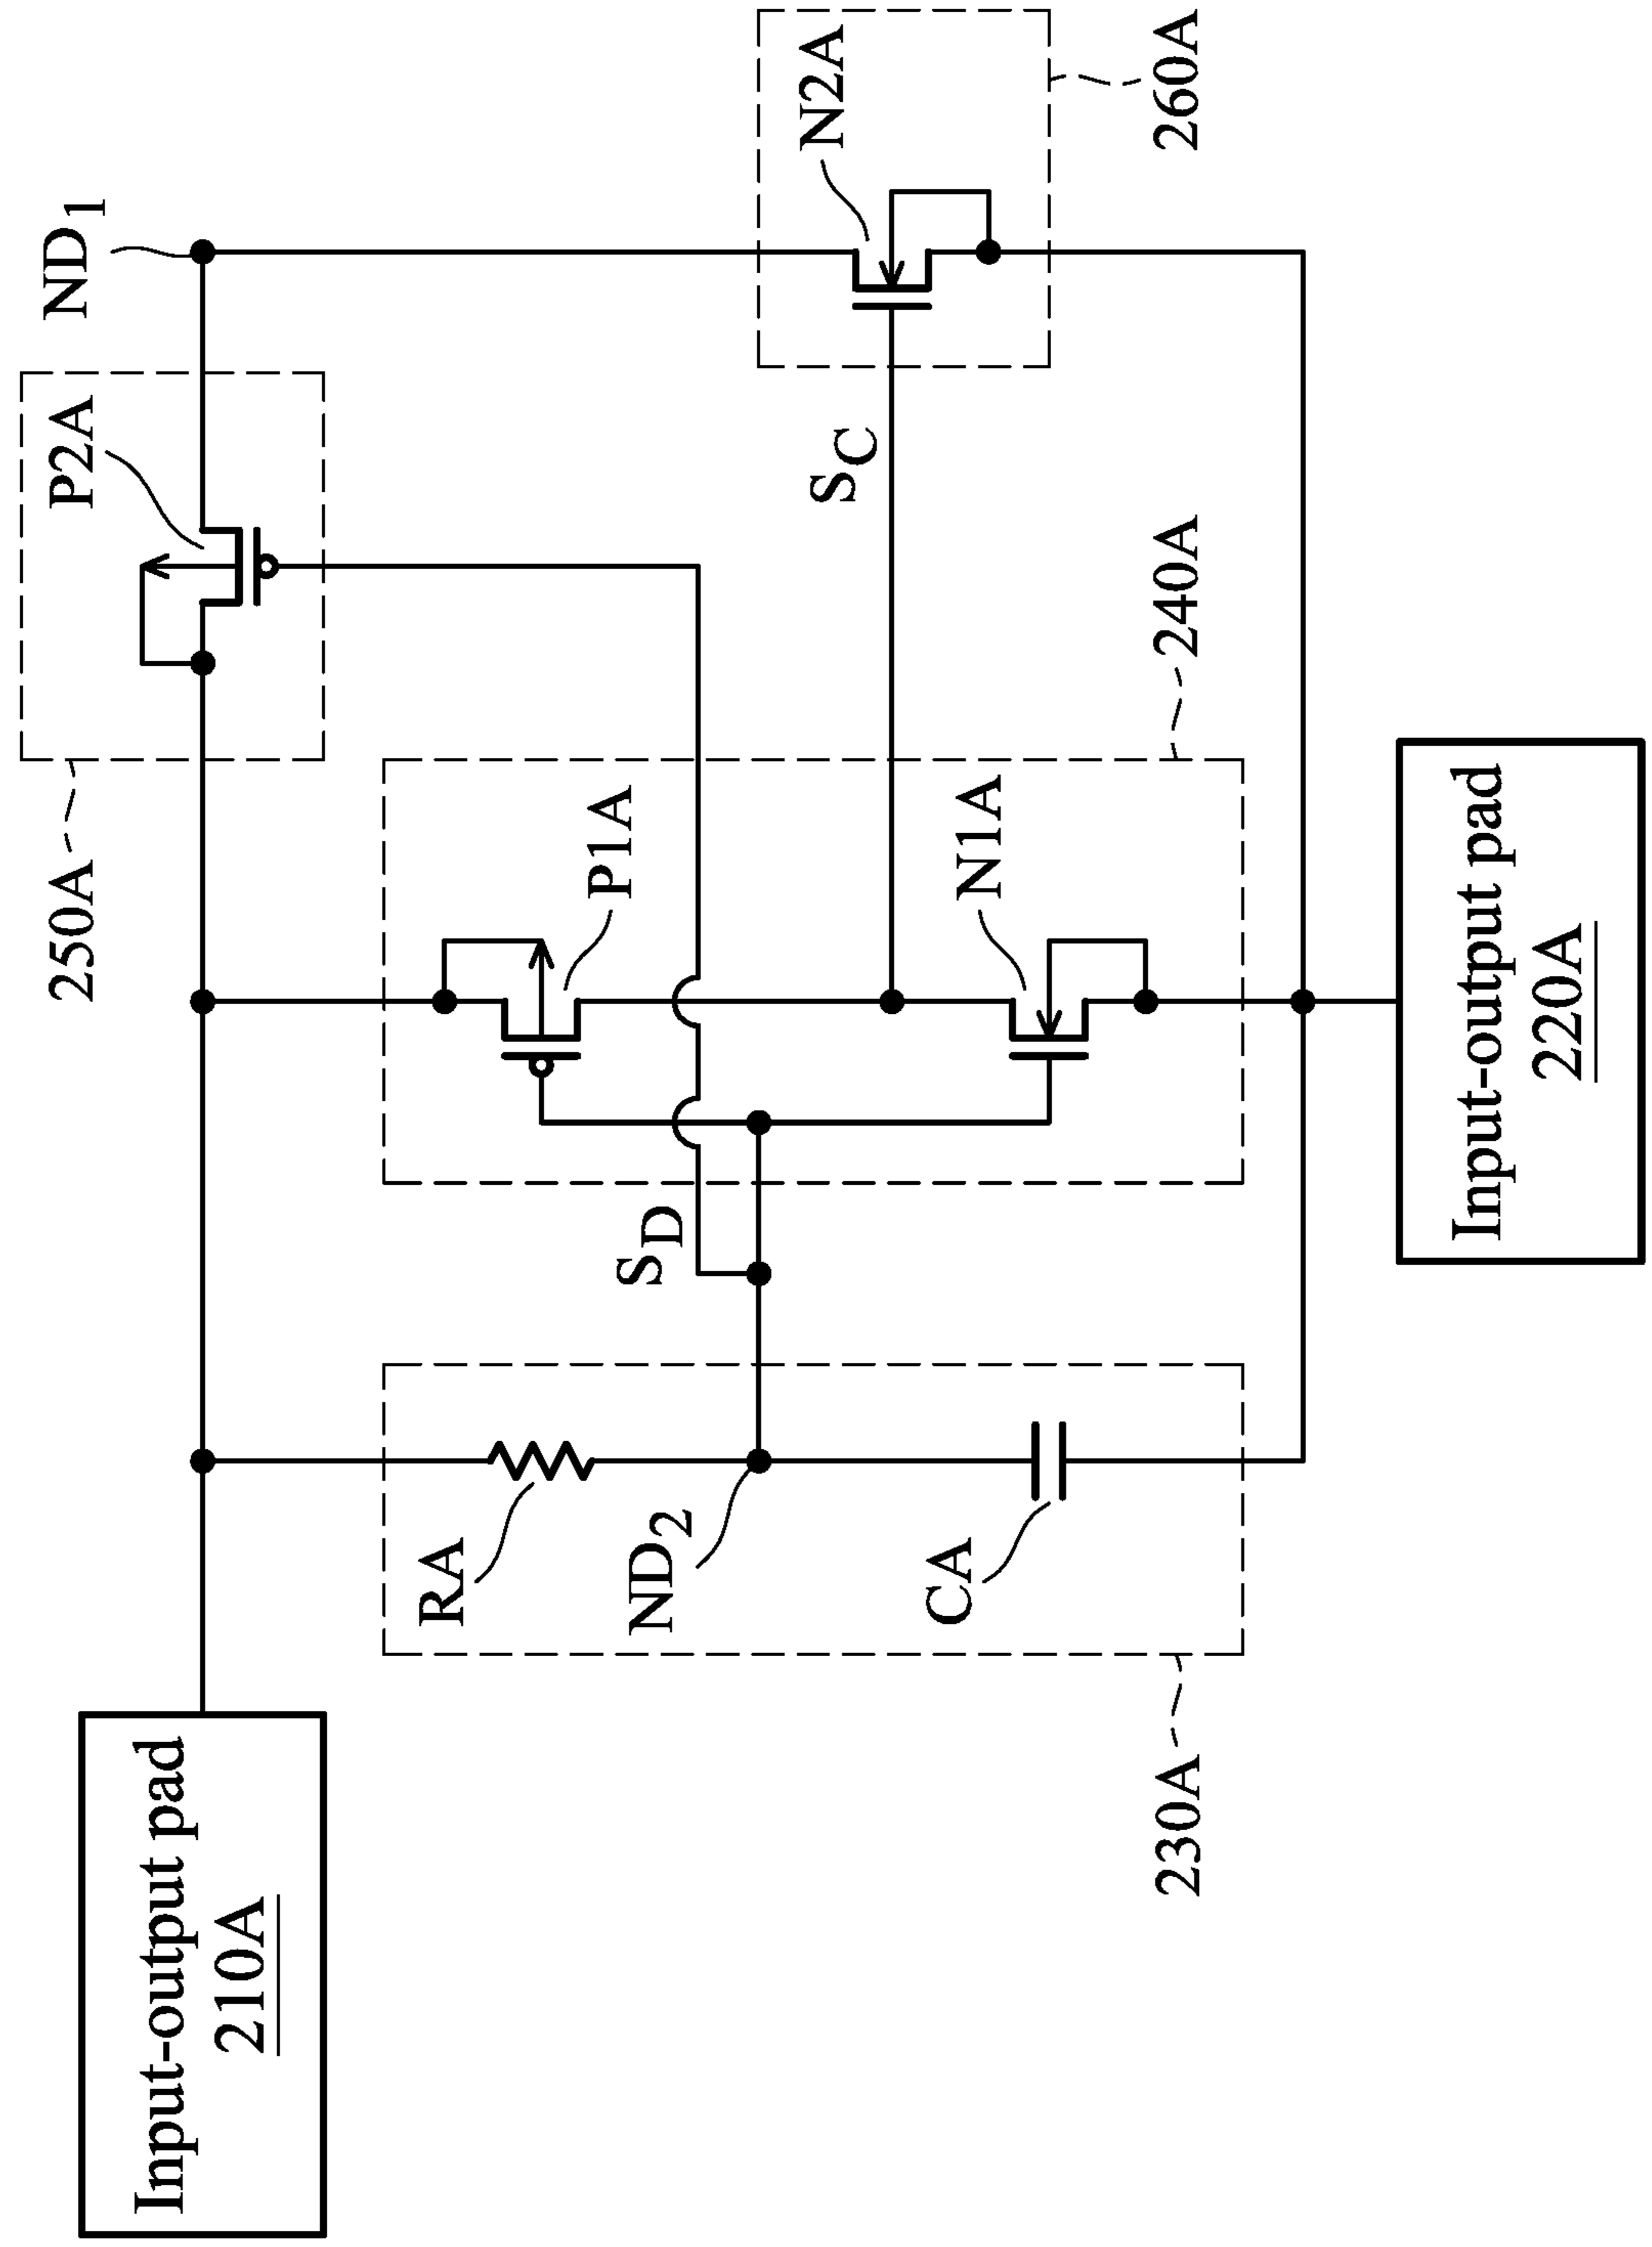 ND1
P2A
250A
N2A
260A
SC
240A
P1A
N1A
SD
RA
ND2
CA
230A
Input-output pad
210A
Input-output pad
220A